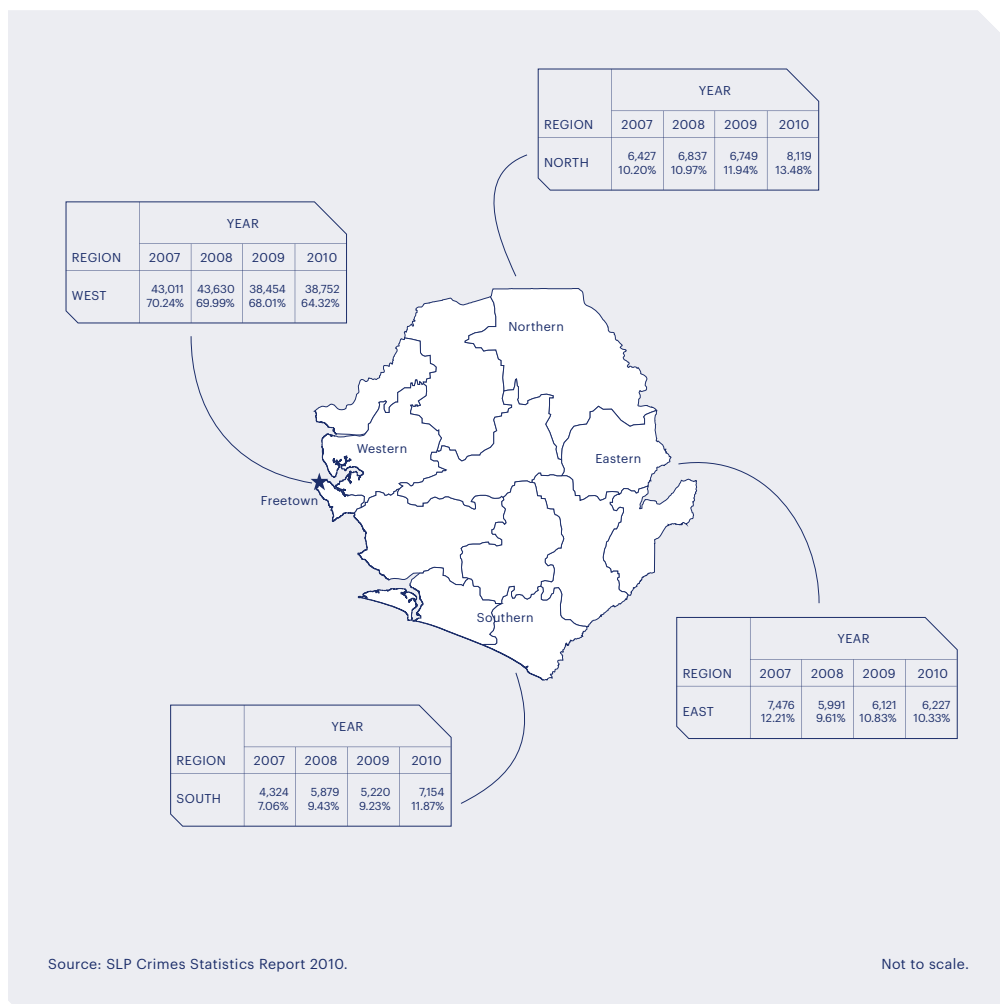 YEAR
REGION 2007 2008 2009 2010
NORTH 6,427 6,837 6,749 8,119
10.20% 10.97% 11.94% 13.48%
YEAR
REGION 2007 2008 2009 2010
WEST 43,011 43,630 38,454 38,752
70.24% 69.99% 68.01% 64.32%
Northern
Western
Eastern
Freetown
Southern
YEAR
REGION 2007 2008 2009 2010
EAST 7,476 5,991 6,121 6,227
12.21% 9.61% 10.83% 10.33%
YEAR
REGION 2007 2008 2009 2010
SOUTH 4,324 5,879 5,220 7,154
7.06% 9.43% 9.23% 11.87%
Source: SLP Crimes Statistics Report 2010.
Not to scale.